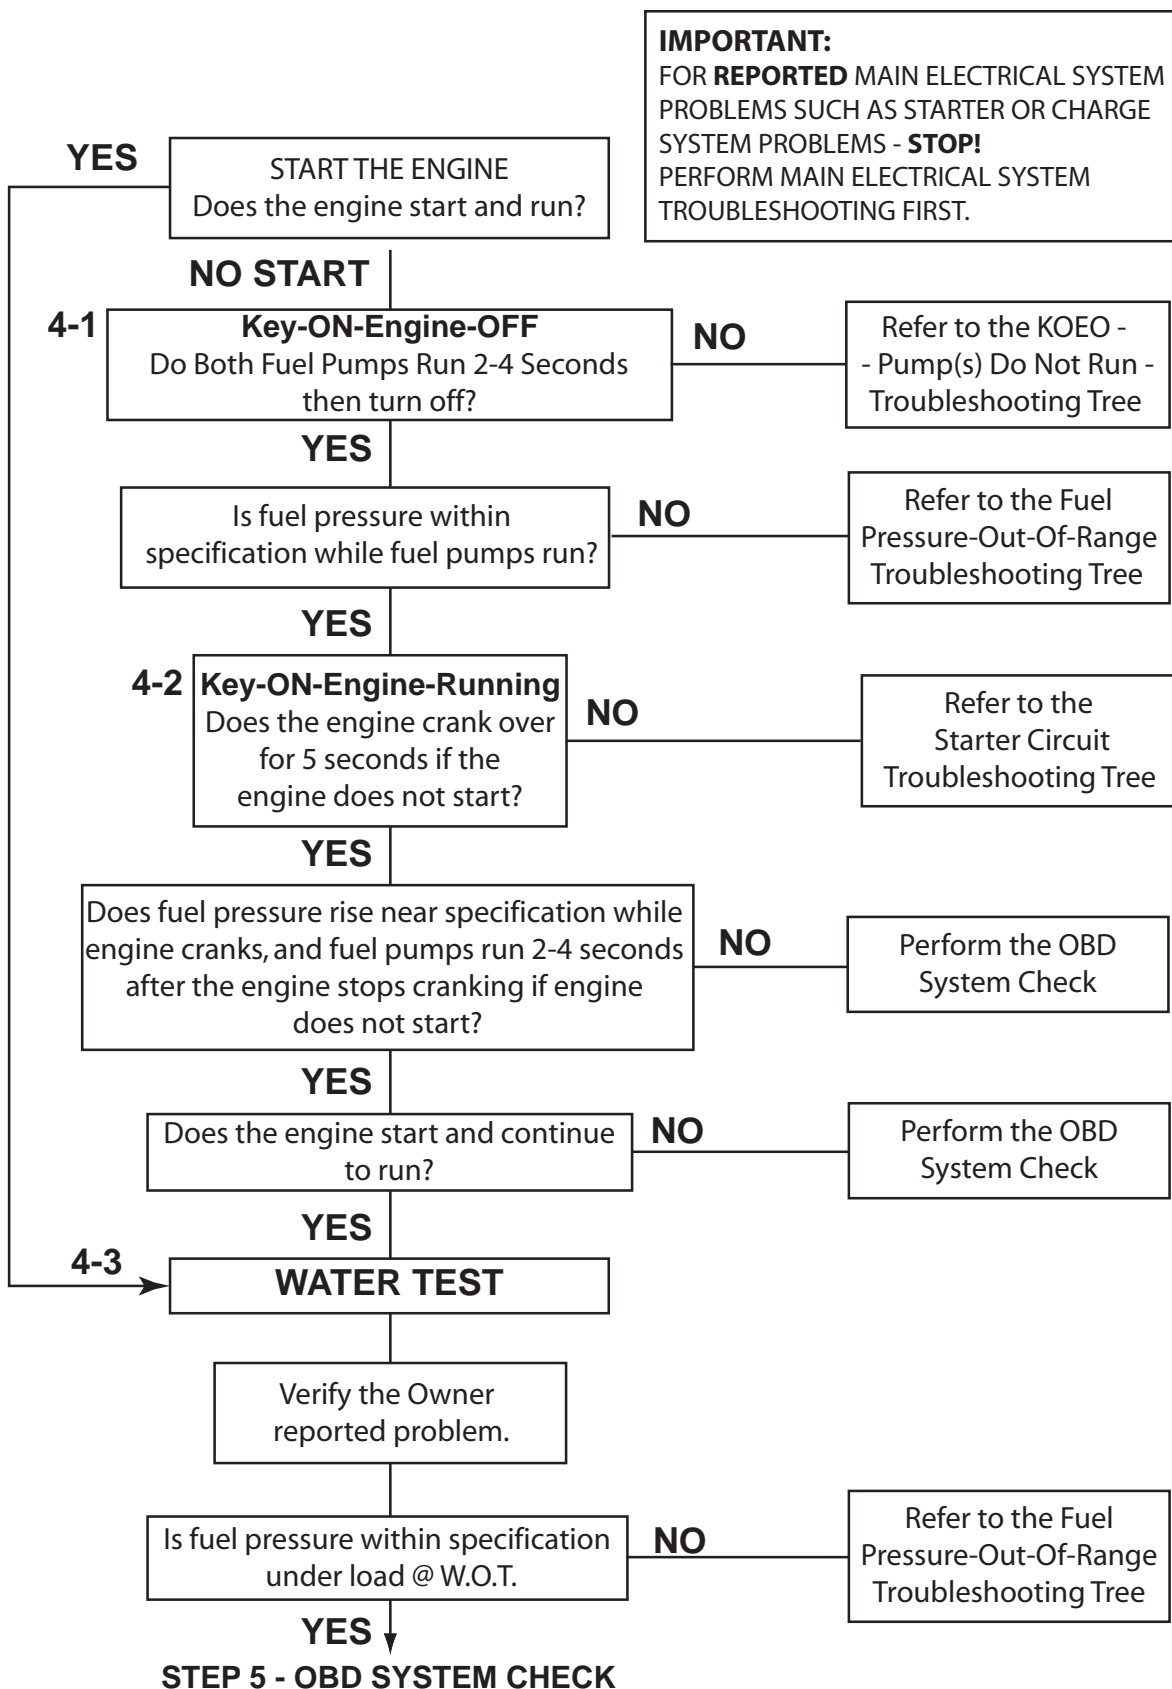 IMPORTANT:
FOR REPORTED MAIN ELECTRICAL SYSTEM
PROBLEMS SUCH AS STARTER OR CHARGE
SYSTEM PROBLEMS - STOP!
PERFORM MAIN ELECTRICAL SYSTEM
TROUBLESHOOTING FIRST.
YES
START THE ENGINE
Does the engine start and run?
NO START
4-1
Key-ON-Engine-OFF
Do Both Fuel Pumps Run 2-4 Seconds
then turn off?
NO
Refer to the KOEO -
- Pump(s) Do Not Run -
Troubleshooting Tree
YES
Is fuel pressure within
specification while fuel pumps run?
NO
Refer to the Fuel
Pressure-Out-Of-Range
Troubleshooting Tree
YES
4-2
Key-ON-Engine-Running
Does the engine crank over
for 5 seconds if the
engine does not start?
NO
Refer to the
Starter Circuit
Troubleshooting Tree
YES
Does fuel pressure rise near specification while
engine cranks, and fuel pumps run 2-4 seconds
after the engine stops cranking if engine
does not start?
NO
Perform the OBD
System Check
YES
Does the engine start and continue
to run?
NO
Perform the OBD
System Check
YES
4-3
WATER TEST
Verify the Owner
reported problem.
Is fuel pressure within specification
under load @ W.O.T.
NO
Refer to the Fuel
Pressure-Out-Of-Range
Troubleshooting Tree
YES
STEP 5 - OBD SYSTEM CHECK